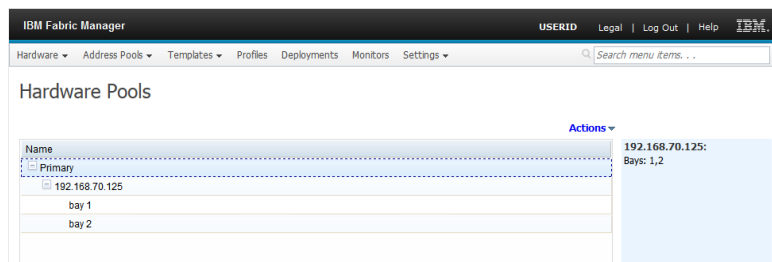 IBM Fabric Manager USERID Legal | Log Out | Help IBM.
Hardware Address Pools Templates Profiles Deployments Monitors Settings Search menu items. . .
Hardware Pools
Actions
Name
Primary
192.168.70.125
bay 1
bay 2
192.168.70.125:
Bays: 1,2